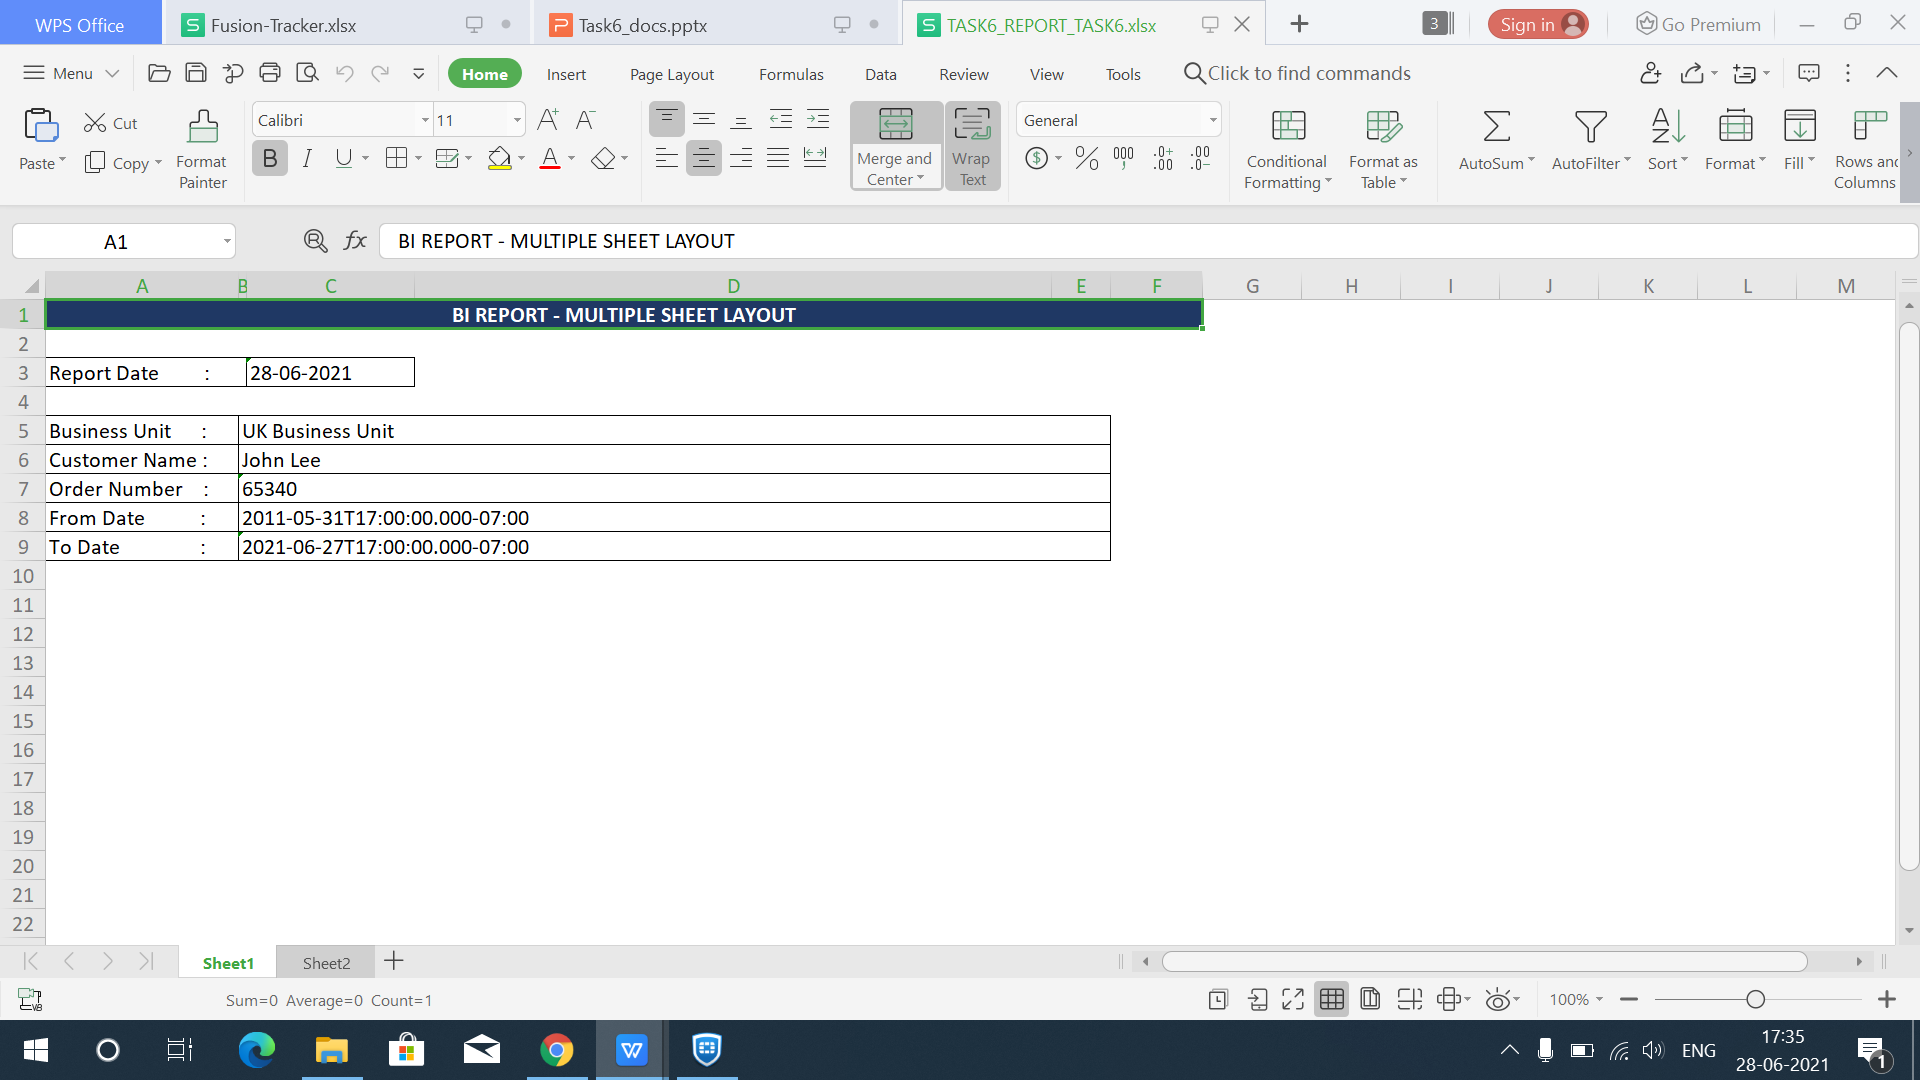 WPS Office
Fusion-Tracker.xlsx
Task6_docs.pptx
TASK6_REPORT_TASK6.xlsx
3
Sign in
Go Premium
Menu
Home
Insert
Page Layout
Formulas
Data
Review
View
Tools
Click to find commands
Paste
Cut
Copy
Format Painter
Calibri
11
Merge and Center
Wrap Text
General
Conditional Formatting
Format as Table
AutoSum
AutoFilter
Sort
Format
Fill
Rows and Columns
A1
BI REPORT - MULTIPLE SHEET LAYOUT
A B C D E F G H I J K L M
1 BI REPORT - MULTIPLE SHEET LAYOUT
2
3 Report Date : 28-06-2021
4
5 Business Unit : UK Business Unit
6 Customer Name : John Lee
7 Order Number : 65340
8 From Date : 2011-05-31T17:00:00.000-07:00
9 To Date : 2021-06-27T17:00:00.000-07:00
10
11
12
13
14
15
16
17
18
19
20
21
22
Sheet1
Sheet2
Sum=0 Average=0 Count=1
100%
ENG
17:35
28-06-2021
1